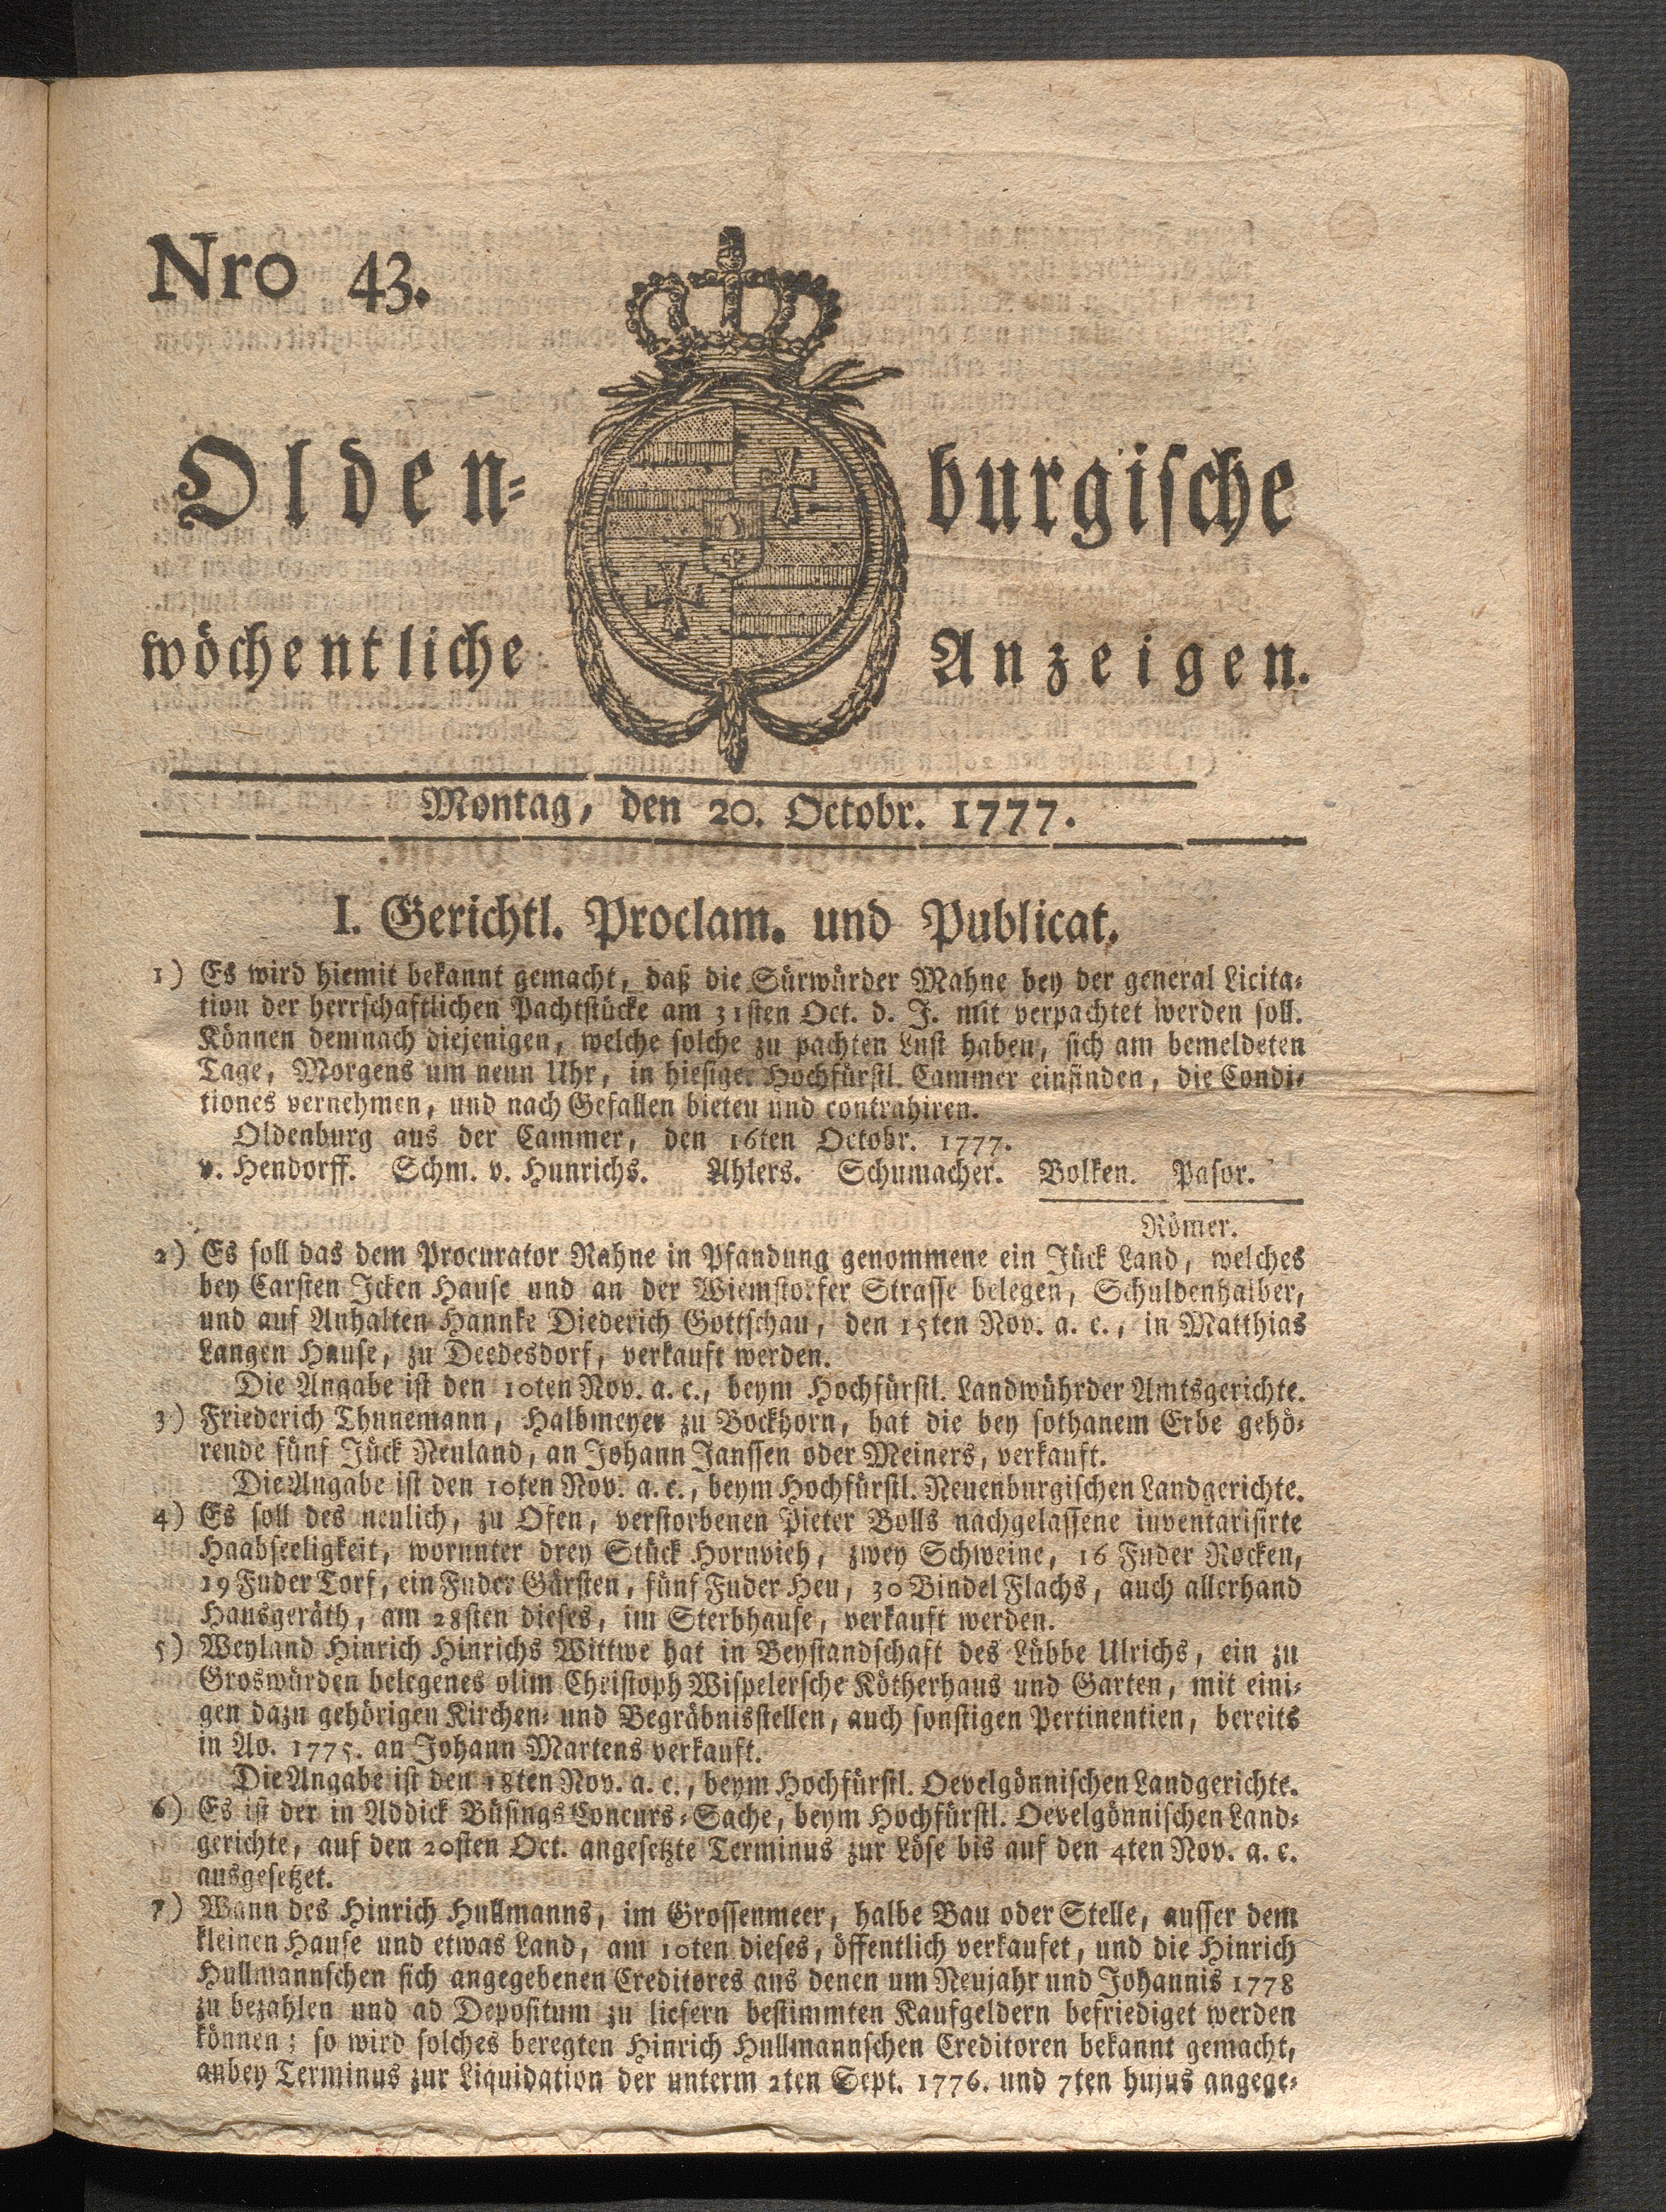 Nro 43.
Olden⸗ burgische
wöchentliche Anzeigen.
Montag, den 20. Octobr. 1777.
I. Gerichtl. Proclam. und Publicat.
1) Es wird hiemit bekannt gemacht, daß die Sürwürder Mahne bey der general Licita⸗
tion der herrschaftlichen Pachtstücke am 31sten Oct. d. J. mit verpachtet werden soll.
Können demnach diejenigen, welche solche zu pachten Lust haben, sich am bemeldeten
Tage, Morgens um neun Uhr, in hiesiger Hochfürstl. Cammer einfinden, die Condi⸗
tiones vernehmen, und nach Gefallen bieten und contrahiren.
Oldenburg aus der Cammer, den 16ten Octobr. 1777.
v. Hendorff. Schm. v. Hunrichs. Ahlers. Schumacher. Bolken. Pasor.
Römer.
2) Es soll das dem Procurator Rahne in Pfandung genommene ein Jück Land, welches
bey Carsten Icken Hause und an der Wiemstorfer Strasse belegen, Schuldenhalber,
und auf Anhalten Hannke Diederich Gottschau, den 15ten Nov. a. c., in Matthias
Langen Hause, zu Deedesdorf, verkauft werden.
Die Angabe ist den 10ten Nov. a. c., beym Hochfürstl. Landwührder Amtsgerichte.
3) Friederich Thunemann, Halbmeyer zu Bockhorn, hat die bey sothanem Erbe gehö⸗
rende fünf Jück Neuland, an Johann Janssen oder Meiners, verkauft.
Die Angabe ist den 10ten Nov. a. c., beym Hochfürstl. Neuenburgischen Landgerichte.
4) Es soll des neulich, zu Ofen, verstorbenen Pieter Bolls nachgelassene inventarisirte
Haabseeligkeit, worunter drey Stück Hornvieh, zwey Schweine, 16 Fuder Rocken,
19 Fuder Torf, ein Fuder Gärsten, fünf Fuder Heu, 30 Bindel Flachs, auch allerhand
Hausgeräth, am 28sten dieses, im Sterbhause, verkauft werden.
5) Weyland Hinrich Hinrichs Wittwe hat in Beystandschaft des Lübbe Ulrichs, ein zu
Groswürden belegenes olim Christoph Wispelersche Kötherhaus und Garten, mit eini⸗
gen dazu gehörigen Kirchen⸗ und Begräbnisstellen, auch sonstigen Pertinentien, bereits
in Ao. 1775. an Johann Martens verkauft.
Die Angabe ist den 18ten Nov. a. c., beym Hochfürstl. Oevelgönnischen Landgerichte.
6) Es ist der in Addick Büsings Concurs⸗Sache, beym Hochfürstl. Oevelgönnischen Land⸗
gerichte, auf den 20sten Oct. angesetzte Terminus zur Löse bis auf den 4ten Nov. a. c.
ausgesetzet.
7) Wann des Hinrich Hullmanns, im Grossenmeer, halbe Bau oder Stelle, ausser dem
kleinen Hause und etwas Land, am 10ten dieses, öffentlich verkaufet, und die Hinrich
Hullmannschen sich angegebenen Creditores aus denen um Neujahr und Johannis 1778
zu bezahlen und ad Depositum zu liefern bestimmten Kaufgeldern befriediget werden
können; so wird solches beregten Hinrich Hullmannschen Creditoren bekannt gemacht,
anbey Terminus zur Liquidation der unterm 2ten Sept. 1776. und 7ten hujus angege⸗